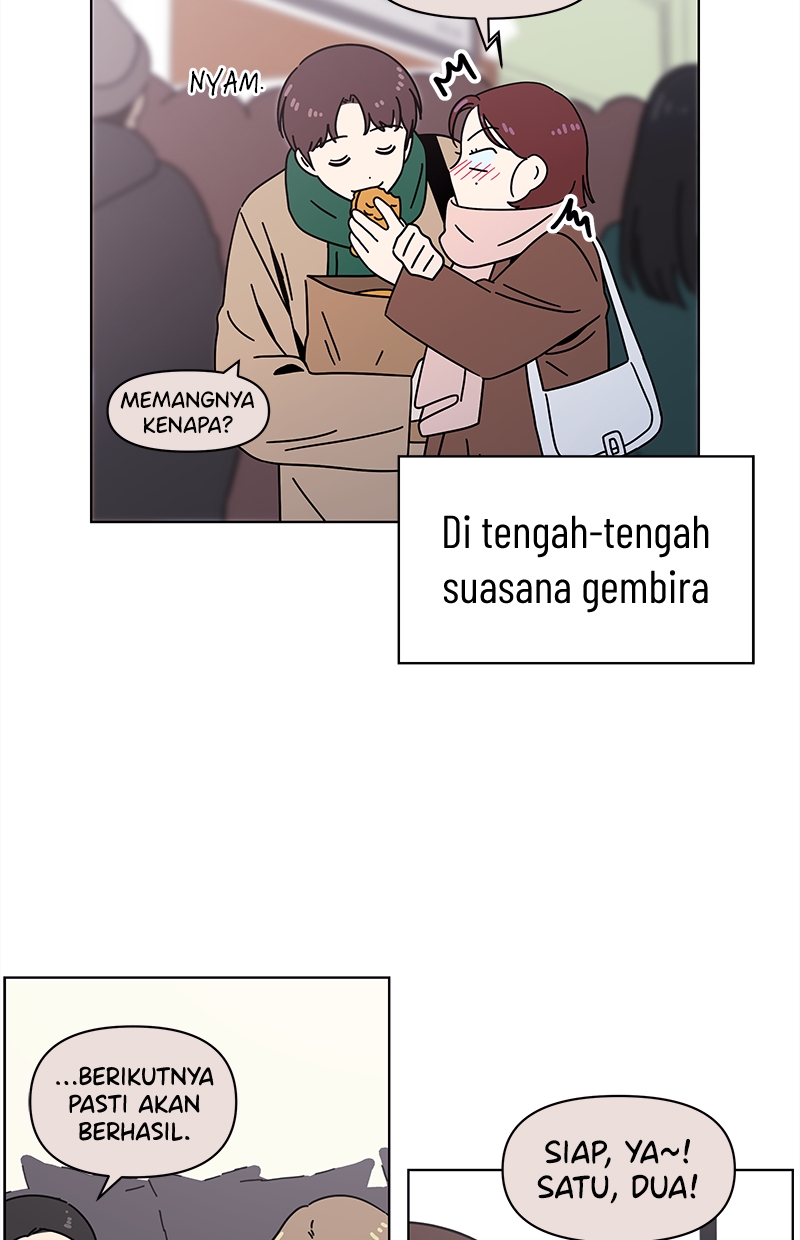 NYAM.
MEMANGNYA
KENAPA?
Di tengah-tengah
suasana gembira
...BERIKUTNYA
PASTI AKAN
BERHASIL.
SIAP, YA~!
SATU, DUA!